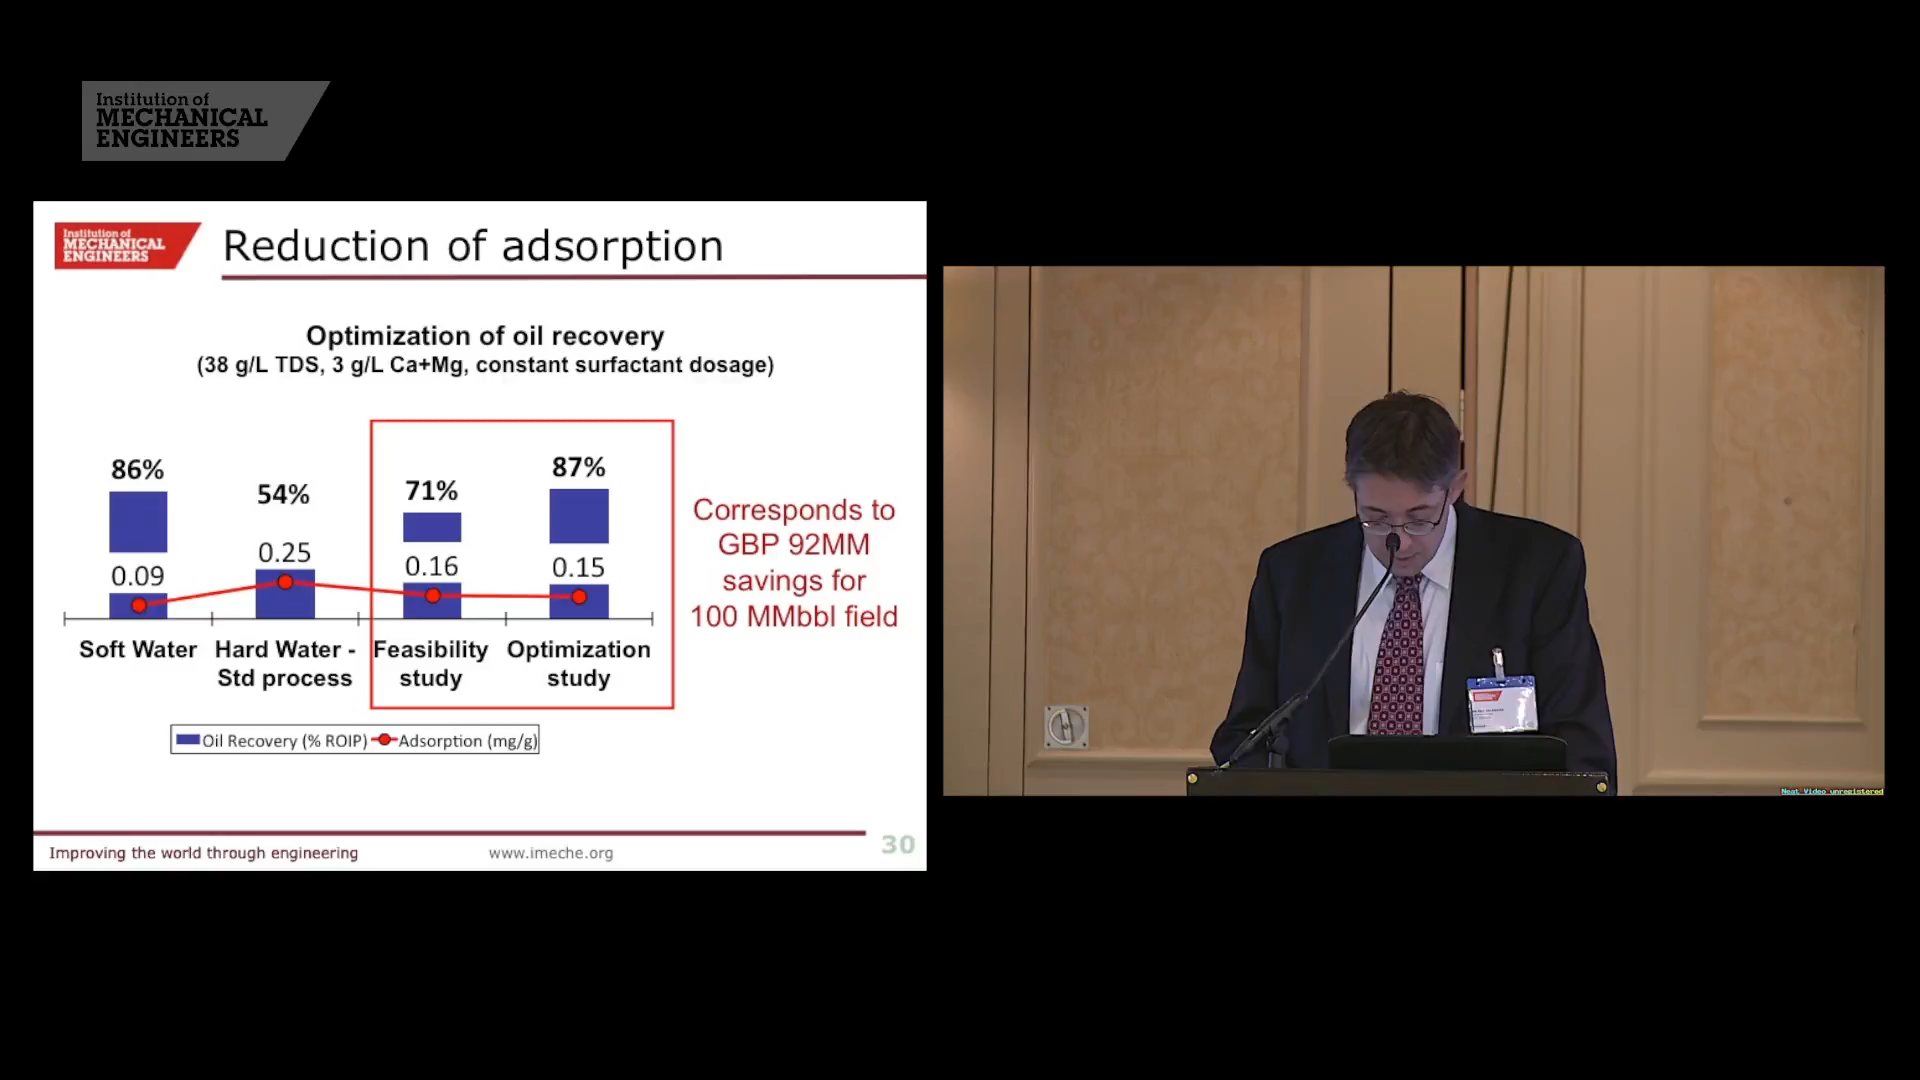 Institution of
MECHANICAL
ENGINEERS
Institution of
MECHANICAL
ENGINEERS
Reduction of adsorption
Optimization of oil recovery
(38 g/L TDS, 3 g/L Ca+Mg, constant surfactant dosage)
86%
54%
71%
87%
0.09
0.25
0.16
0.15
Soft Water
Hard Water -
Std process
Feasibility
study
Optimization
study
Corresponds to
GBP 92MM
savings for
100 MMbbl field
Oil Recovery (% ROIP)
Adsorption (mg/g)
Improving the world through engineering
www.imeche.org
30
Neat Video unregistered